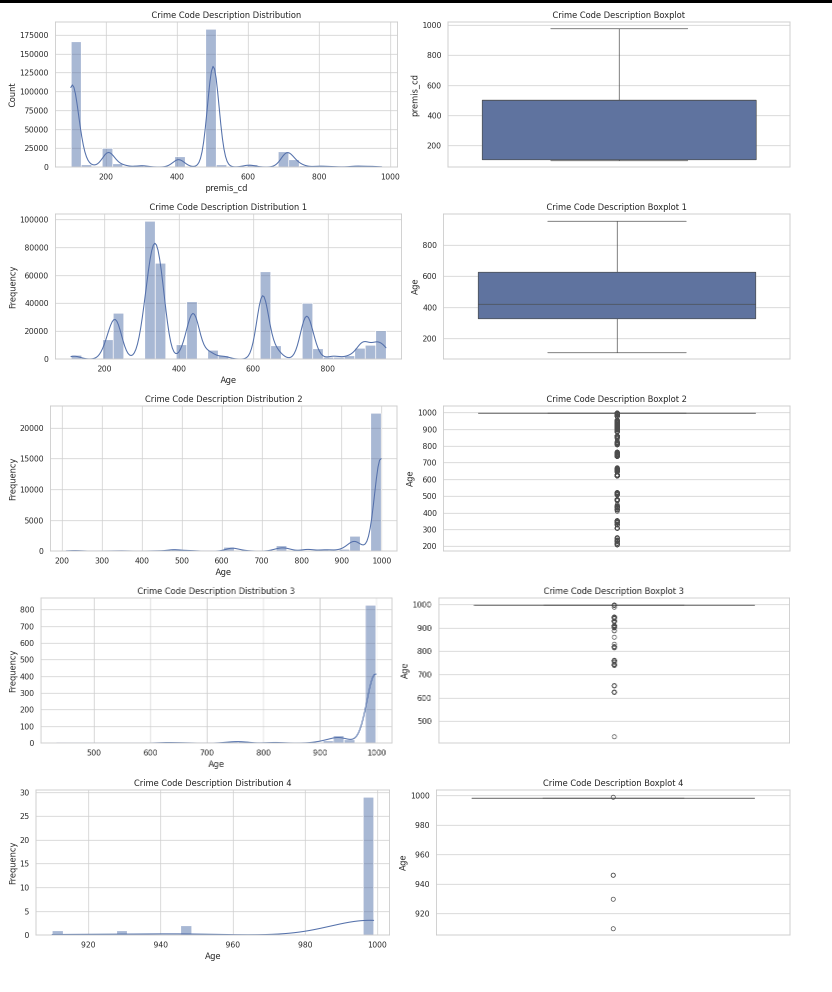 Crime Code Description Distribution
Count
175000
150000
125000
100000
75000
50000
25000
0
200 400 600 800 1000
premis_cd
Crime Code Description Boxplot
premis_cd
1000
800
600
400
200
Crime Code Description Distribution 1
Frequency
100000
80000
60000
40000
20000
0
200 400 600 800
Age
Crime Code Description Boxplot 1
Age
800
600
400
200
Crime Code Description Distribution 2
Frequency
20000
15000
10000
5000
0
200 300 400 500 600 700 800 900 1000
Age
Crime Code Description Boxplot 2
Age
1000
900
800
700
600
500
400
300
200
Crime Code Description Distribution 3
Frequency
800
700
600
500
400
300
200
100
0
500 600 700 800 900 1000
Age
Crime Code Description Boxplot 3
Age
1000
900
800
700
600
500
Crime Code Description Distribution 4
Frequency
30
25
20
15
10
5
0
920 940 960 980 1000
Age
Crime Code Description Boxplot 4
Age
1000
980
960
940
920